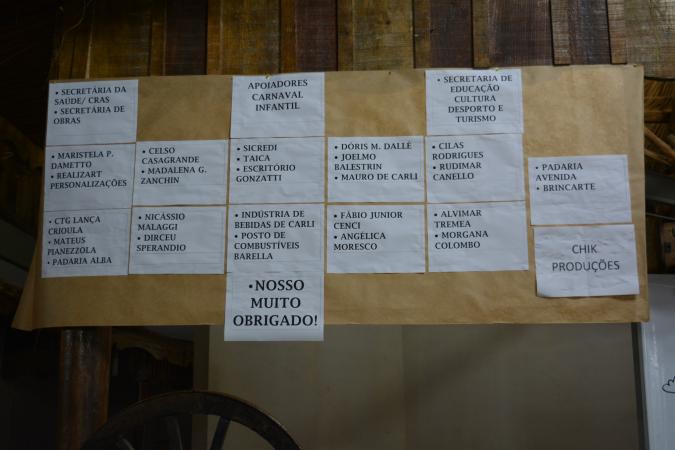 • SECRETÁRIA DA
SAÚDE/ CRAS
• SECRETÁRIA DE
OBRAS
APOIADORES
CARNAVAL
INFANTIL
• SECRETARIA DE
EDUCAÇÃO
CULTURA
DESPORTO E
TURISMO
• MARISTELA P.
DAMETTO
• REALIZART
PERSONALIZAÇÕES
• CELSO
CASAGRANDE
• MADALENA G.
ZANCHIN
• SICREDI
• TAICA
• ESCRITÓRIO
GONZATTI
• DÓRIS M. DALLÉ
• JOELMO
BALESTRIN
• MAURO DE CARLI
• CILAS
RODRIGUES
• RUDIMAR
CANELLO
• PADARIA
AVENIDA
• BRINCARTE
• CTG LANÇA
CRIOULA
• MATEUS
PIANEZZOLA
• PADARIA ALBA
• NICÁSSIO
MALAGGI
• DIRCEU
SPERANDIO
• INDÚSTRIA DE
BEBIDAS DE CARLI
• POSTO DE
COMBUSTÍVEIS
BARELLA
• FÁBIO JUNIOR
CENCI
• ANGÉLICA
MORESCO
• ALVIMAR
TREMEA
• MORGANA
COLOMBO
CHIK
PRODUÇÕES
•NOSSO
MUITO
OBRIGADO!